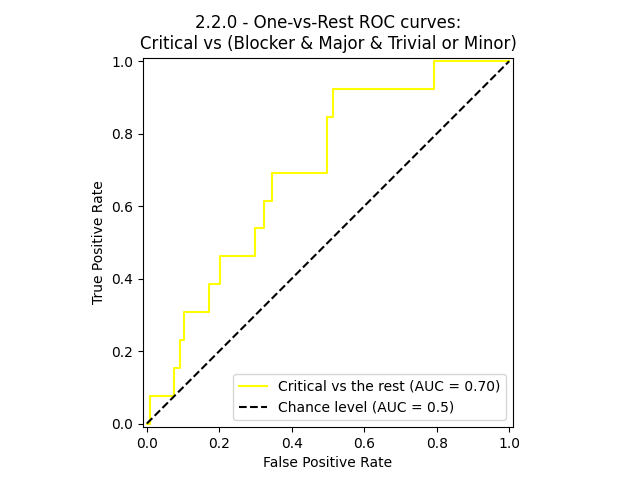 2.2.0 - One-vs-Rest ROC curves:
Critical vs (Blocker & Major & Trivial or Minor)
1.0
0.8
0.6
0.4
0.2
0.0
True Positive Rate
Critical vs the rest (AUC = 0.70)
Chance level (AUC = 0.5)
0.0 0.2 0.4 0.6 0.8 1.0
False Positive Rate